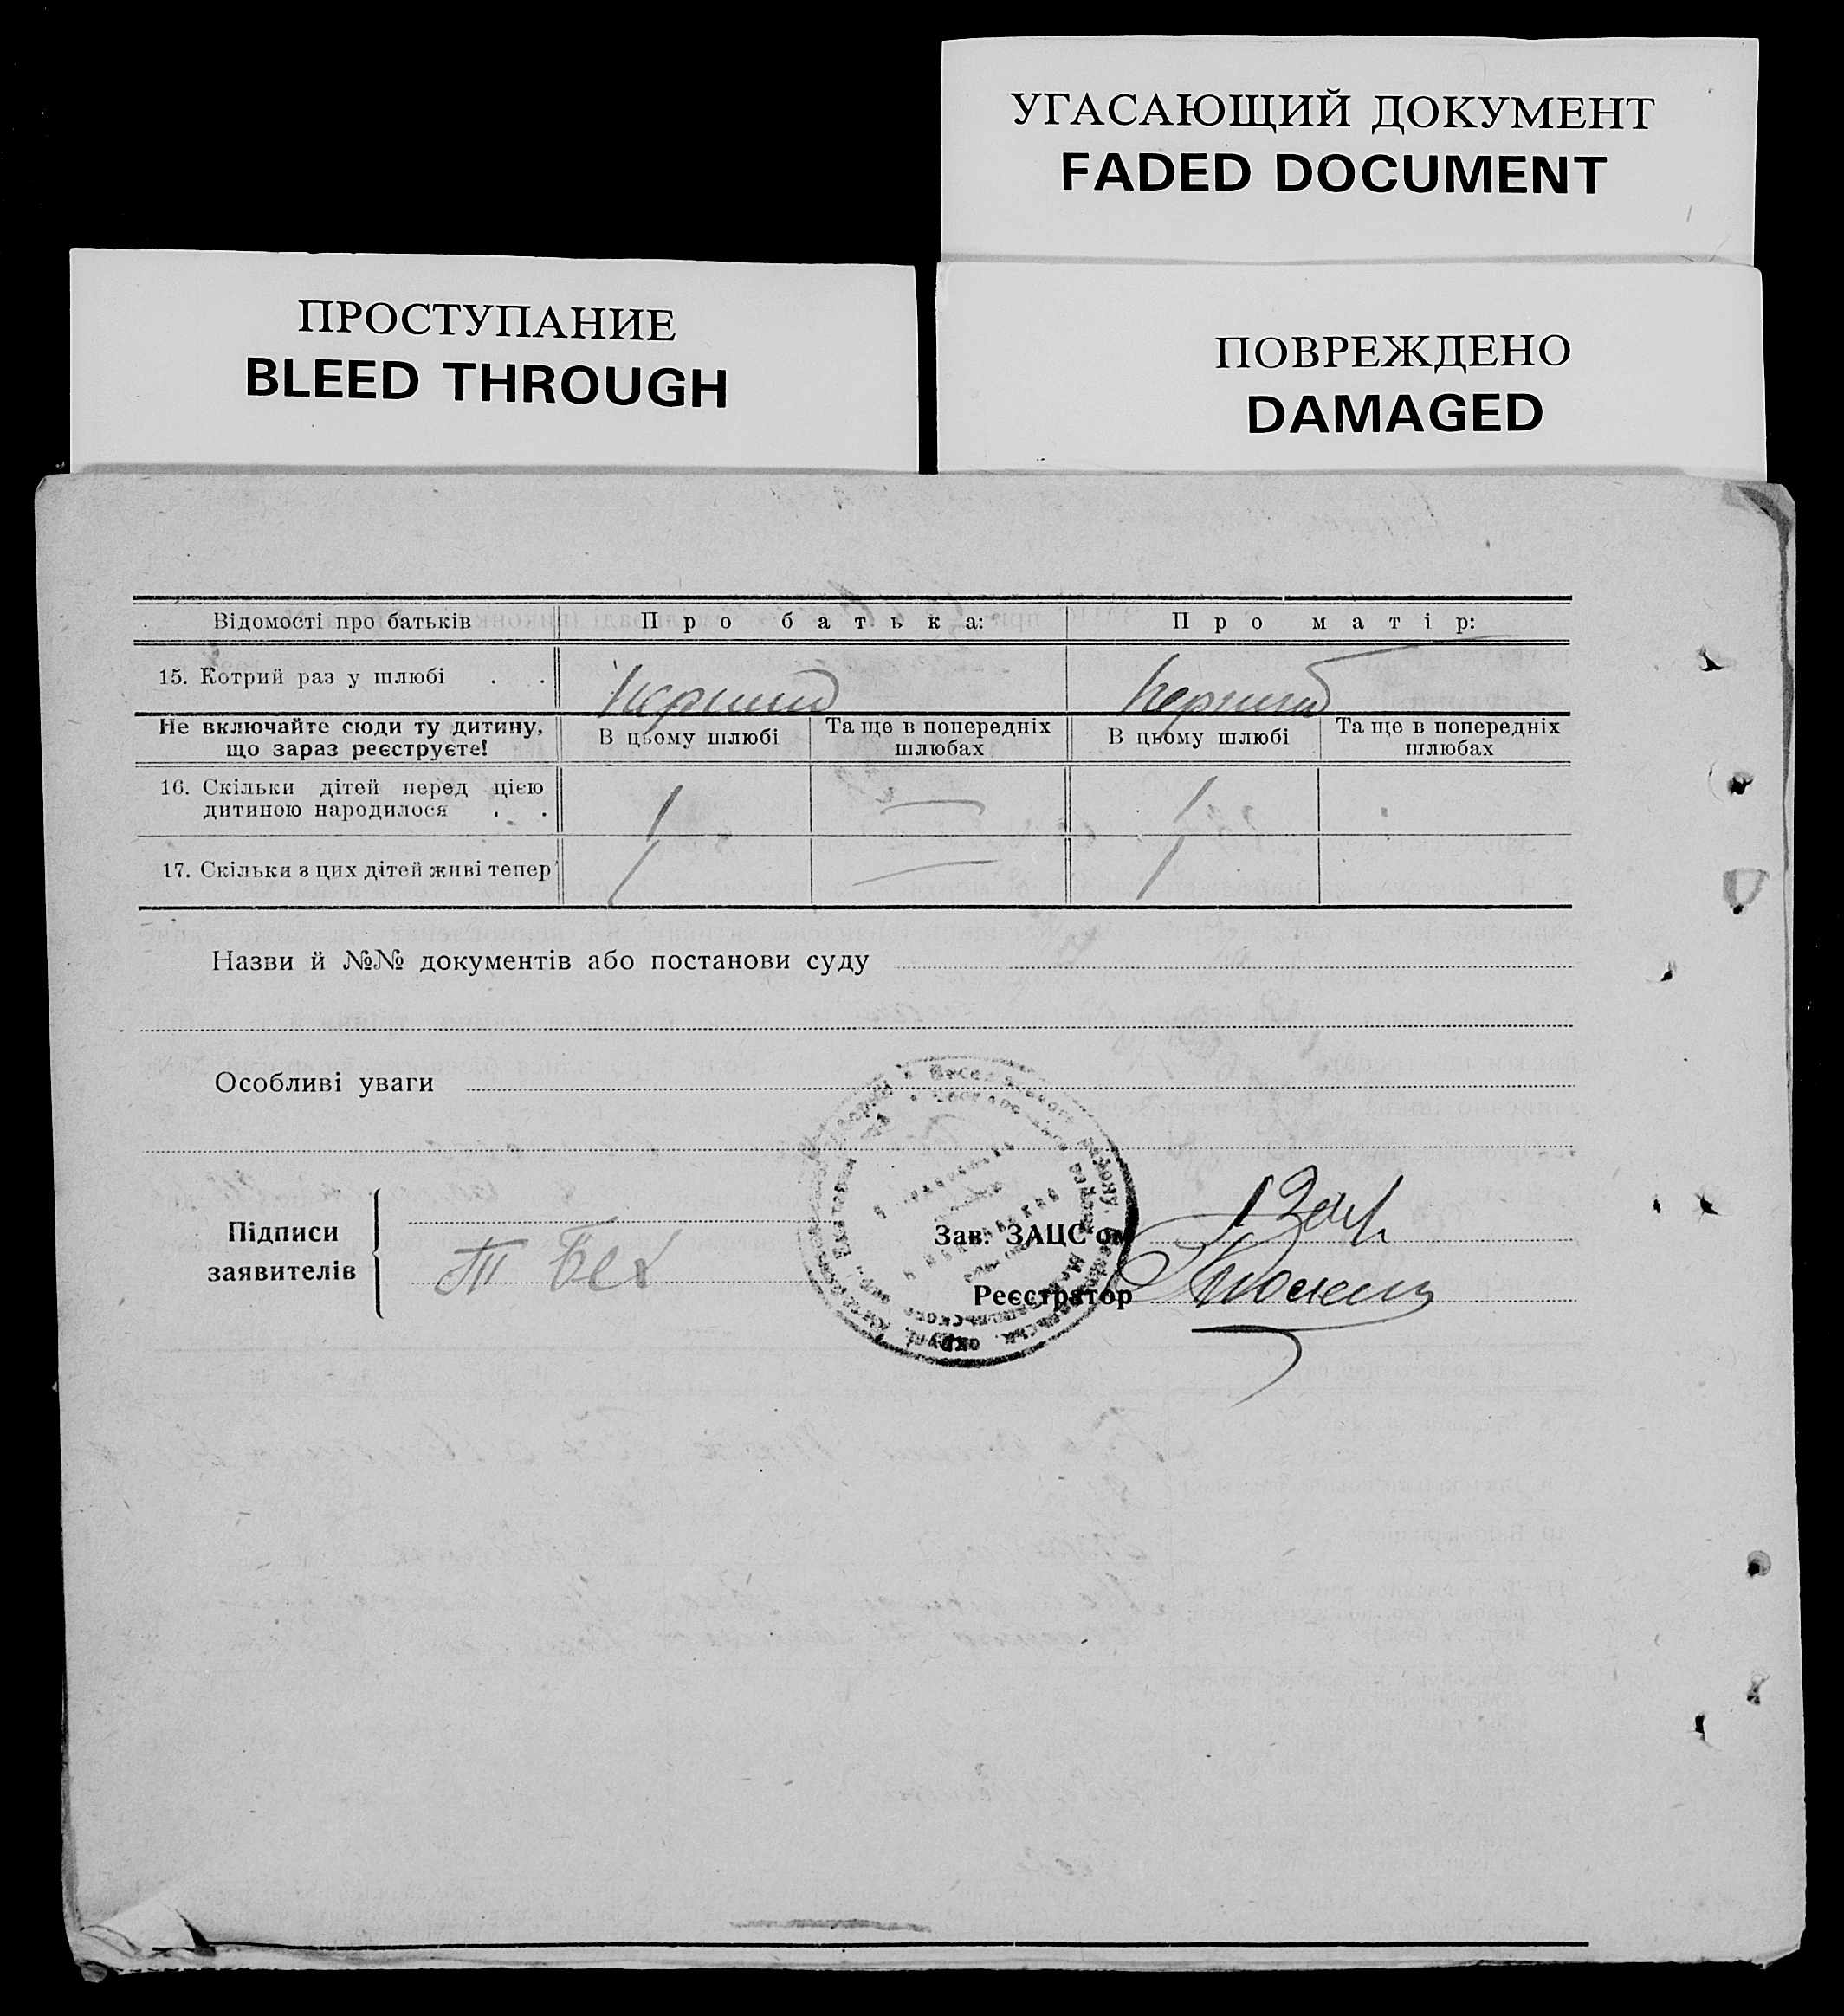 УГАСАЮЩИЙ ДОКУМЕНТ
FADED DOCUMENT
ПРОСТУПАНИЕ
BLEED THROUGH
ПОВРЕЖДЕНО
DAMAGED
Відомості про батьків Про батька: Про матір:
15. Котрий раз у шлюбі . . Перший Перший
Не включайте сюди ту дитину, що зараз реєструєте! В цьому шлюбі Та ще в попередніх шлюбах В цьому шлюбі Та ще в попередніх шлюбах
16. Скільки дітей перед цією дитиною народилося . . 1 — 1
17. Скільки з цих дітей живі тепер 1 — 1
Назви й №№ документів або постанови суду
Особливі уваги
Підписи заявителів
Т Бех
Зав. ЗАЦС'ом
Реєстратор